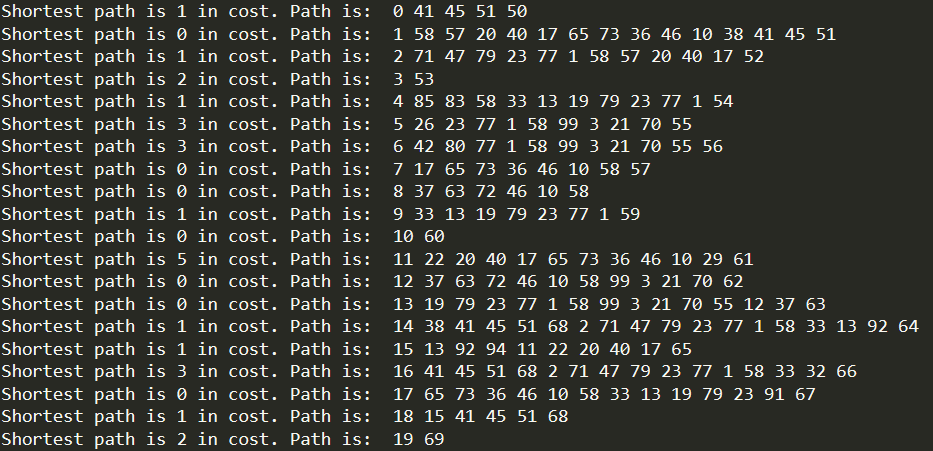 Shortest path is 1 in cost. Path is:  0 41 45 51 50
Shortest path is 0 in cost. Path is:  1 58 57 20 40 17 65 73 36 46 10 38 41 45 51
Shortest path is 1 in cost. Path is:  2 71 47 79 23 77 1 58 57 20 40 17 52
Shortest path is 2 in cost. Path is:  3 53
Shortest path is 1 in cost. Path is:  4 85 83 58 33 13 19 79 23 77 1 54
Shortest path is 3 in cost. Path is:  5 26 23 77 1 58 99 3 21 70 55
Shortest path is 3 in cost. Path is:  6 42 80 77 1 58 99 3 21 70 55 56
Shortest path is 0 in cost. Path is:  7 17 65 73 36 46 10 58 57
Shortest path is 0 in cost. Path is:  8 37 63 72 46 10 58
Shortest path is 1 in cost. Path is:  9 33 13 19 79 23 77 1 59
Shortest path is 0 in cost. Path is:  10 60
Shortest path is 5 in cost. Path is:  11 22 20 40 17 65 73 36 46 10 29 61
Shortest path is 0 in cost. Path is:  12 37 63 72 46 10 58 99 3 21 70 62
Shortest path is 0 in cost. Path is:  13 19 79 23 77 1 58 99 3 21 70 55 12 37 63
Shortest path is 1 in cost. Path is:  14 38 41 45 51 68 2 71 47 79 23 77 1 58 33 13 92 64
Shortest path is 1 in cost. Path is:  15 13 92 94 11 22 20 40 17 65
Shortest path is 3 in cost. Path is:  16 41 45 51 68 2 71 47 79 23 77 1 58 33 32 66
Shortest path is 0 in cost. Path is:  17 65 73 36 46 10 58 33 13 19 79 23 91 67
Shortest path is 1 in cost. Path is:  18 15 41 45 51 68
Shortest path is 2 in cost. Path is:  19 69